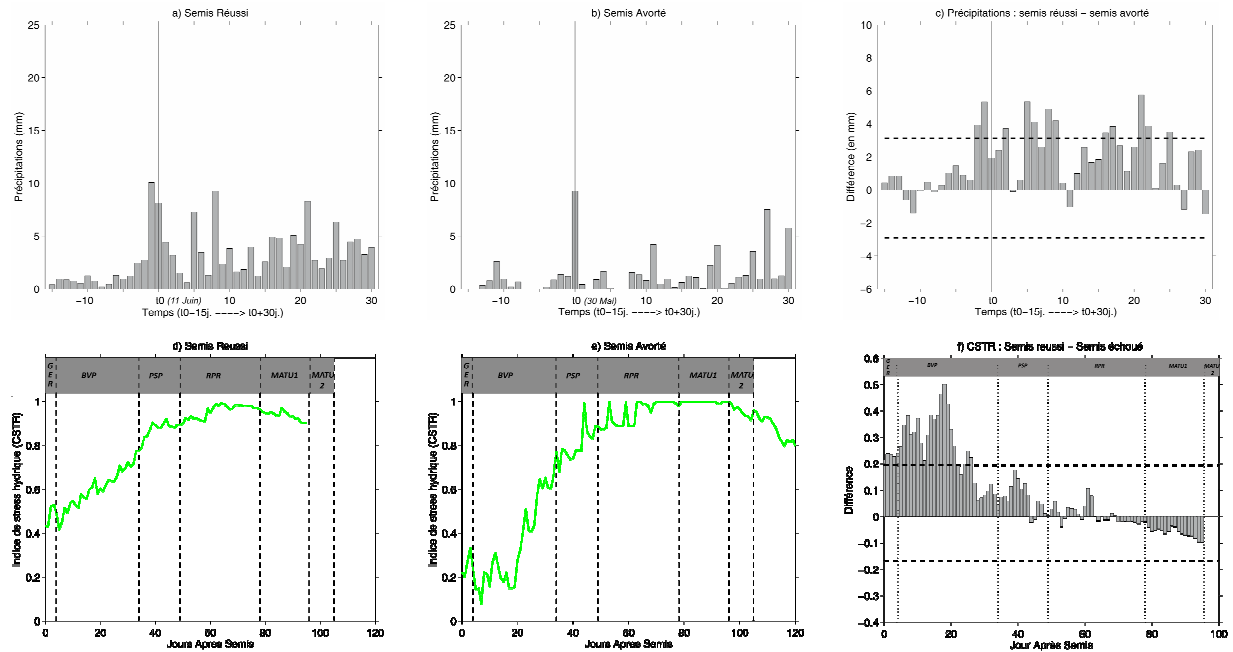 a) Semis Réussi
25
20
15
10
5
0
Précipitations (mm)
−10
t0 (11 Juin)
10
20
30
Temps (t0−15j. −−−−> t0+30j.)
b) Semis Avorté
25
20
15
10
5
0
Précipitations (mm)
−10
t0 (30 Mai)
10
20
30
Temps (t0−15j. −−−−> t0+30j.)
c) Précipitations : semis réussi − semis avorté
10
8
6
4
2
0
−2
−4
−6
Différence (en mm)
−10
t0
10
20
30
Temps (t0−15j. −−−−> t0+30j.)
d) Semis Reussi
GER
BVP
PSP
RPR
MATU1
MATU
2
1
0.8
0.6
0.4
0.2
0
Indice de stress hydrique (CSTR)
0 20 40 60 80 100 120
Jours Apres Semis
e) Semis Avorté
GER
BVP
PSP
RPR
MATU1
MATU
2
1
0.8
0.6
0.4
0.2
0
Indice de stress hydrique (CSTR)
0 20 40 60 80 100 120
Jours Apres Semis
f) CSTR : Semis reussi − Semis échoué
GER
BVP
PSP
RPR
MATU1
MATU
2
0.6
0.5
0.4
0.3
0.2
0.1
0
−0.1
−0.2
−0.3
−0.4
Différence
0 20 40 60 80 100
Jour Après Semis